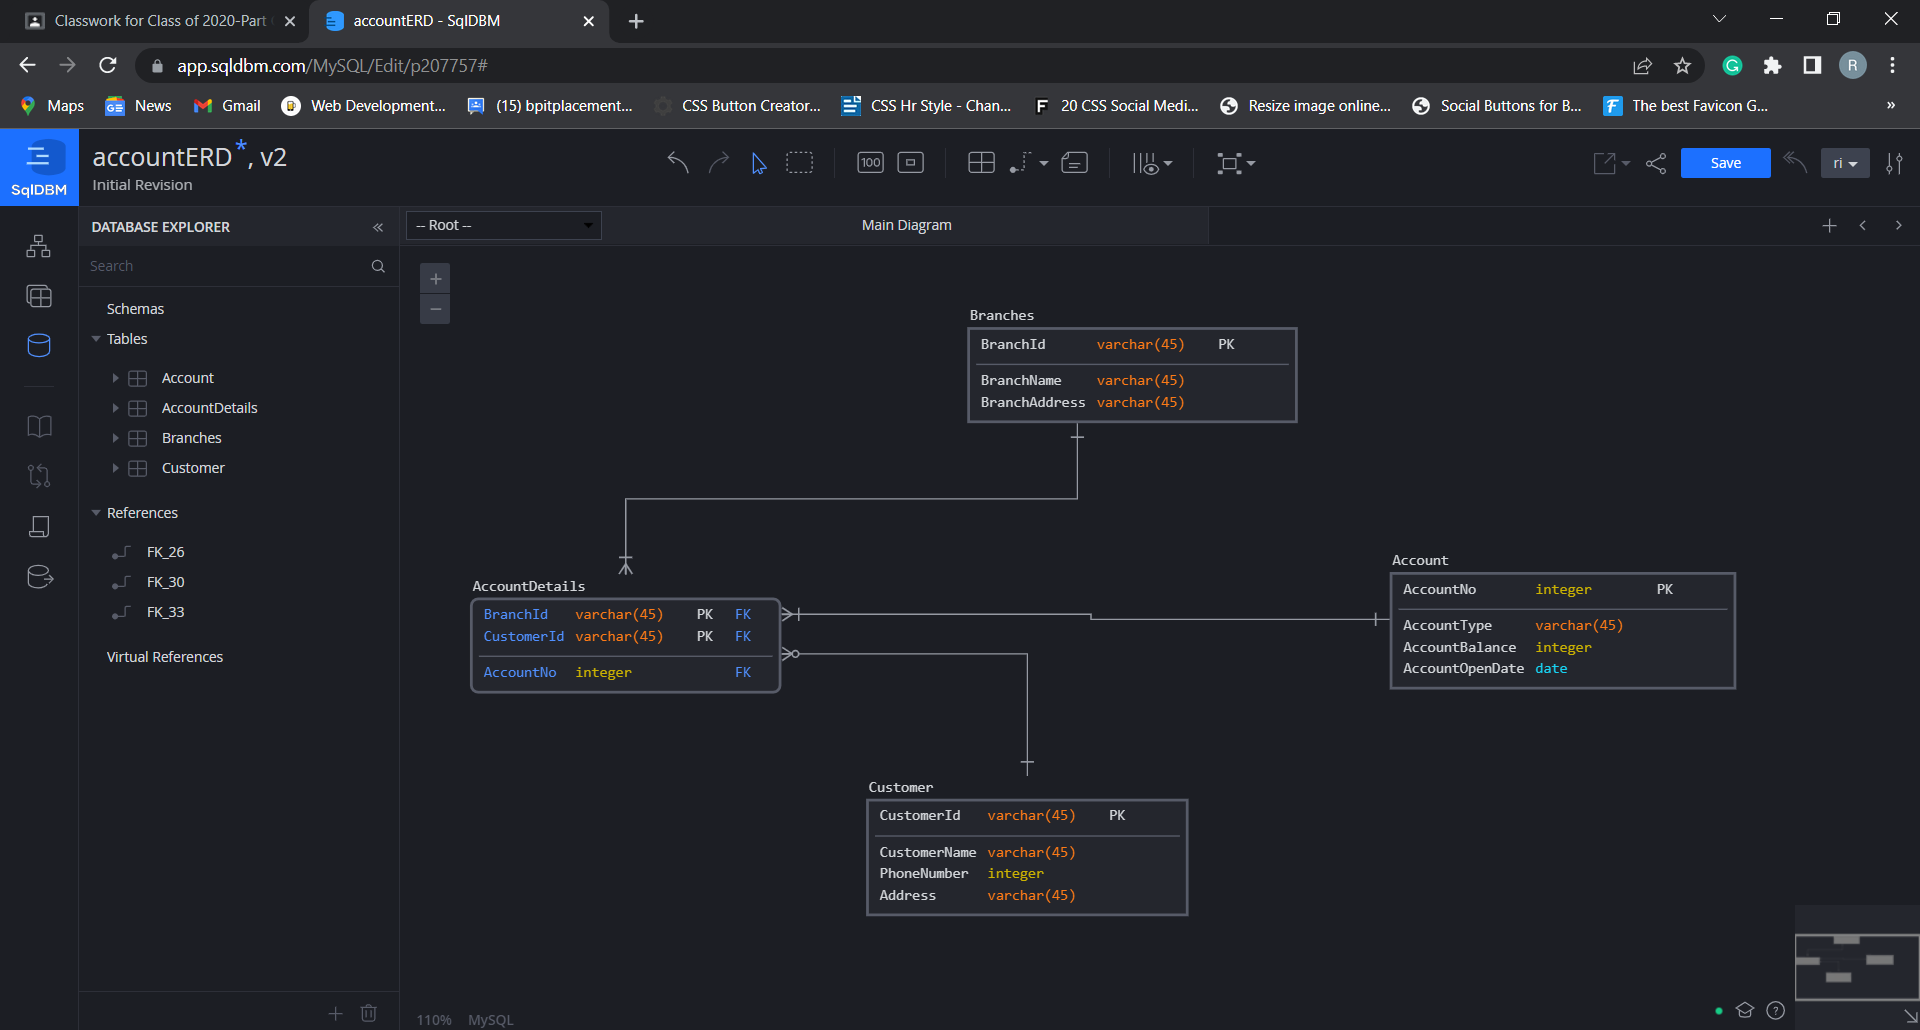 Classwork for Class of 2020-Part
accountERD - SqlDBM
app.sqldbm.com/MySQL/Edit/p207757#
R
Maps
News
Gmail
Web Development...
(15) bpitplacement...
CSS Button Creator...
CSS Hr Style - Chan...
20 CSS Social Medi...
Resize image online...
Social Buttons for B...
The best Favicon G...
»
SqlDBM
accountERD*, v2
Initial Revision
100
Save
ri
DATABASE EXPLORER
-- Root --
Main Diagram
Search
Schemas
Tables
Account
AccountDetails
Branches
Customer
References
FK_26
FK_30
FK_33
Virtual References
Branches
BranchId varchar(45) PK
BranchName varchar(45)
BranchAddress varchar(45)
AccountDetails
BranchId varchar(45) PK FK
CustomerId varchar(45) PK FK
AccountNo integer FK
Account
AccountNo integer PK
AccountType varchar(45)
AccountBalance integer
AccountOpenDate date
Customer
CustomerId varchar(45) PK
CustomerName varchar(45)
PhoneNumber integer
Address varchar(45)
110% MySQL